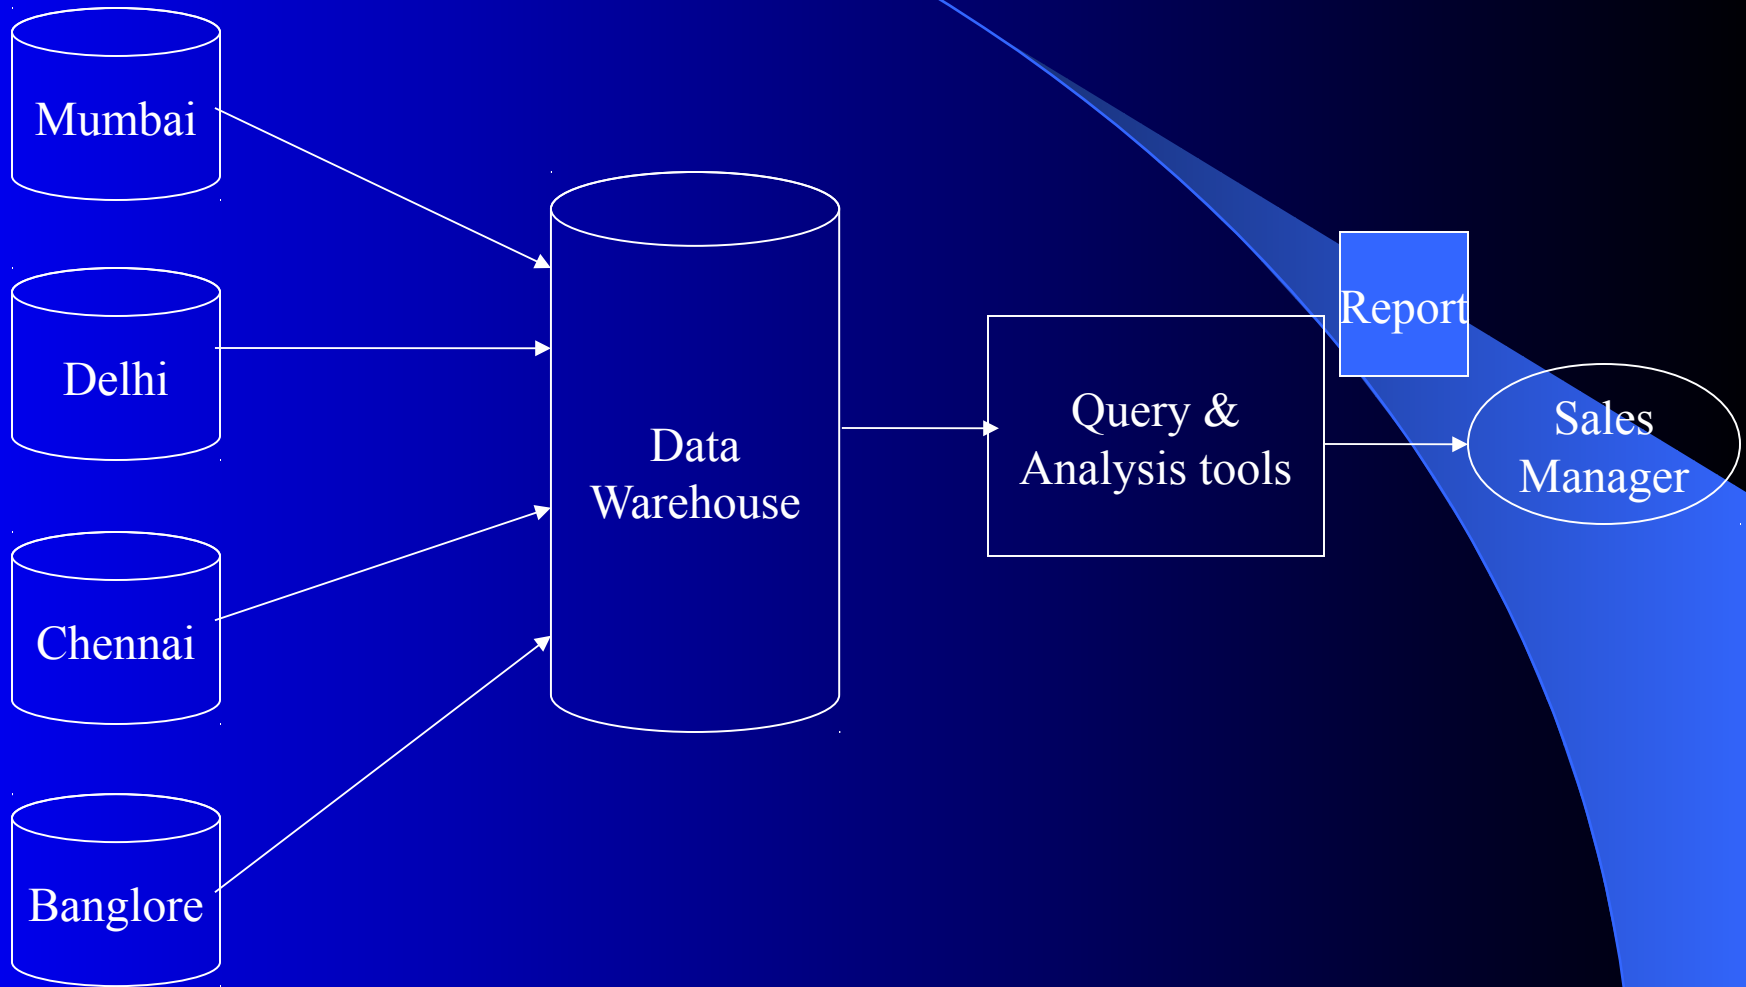 Mumbai
Delhi
Chennai
Banglore
Data
Warehouse
Query &
Analysis tools
Report
Sales
Manager